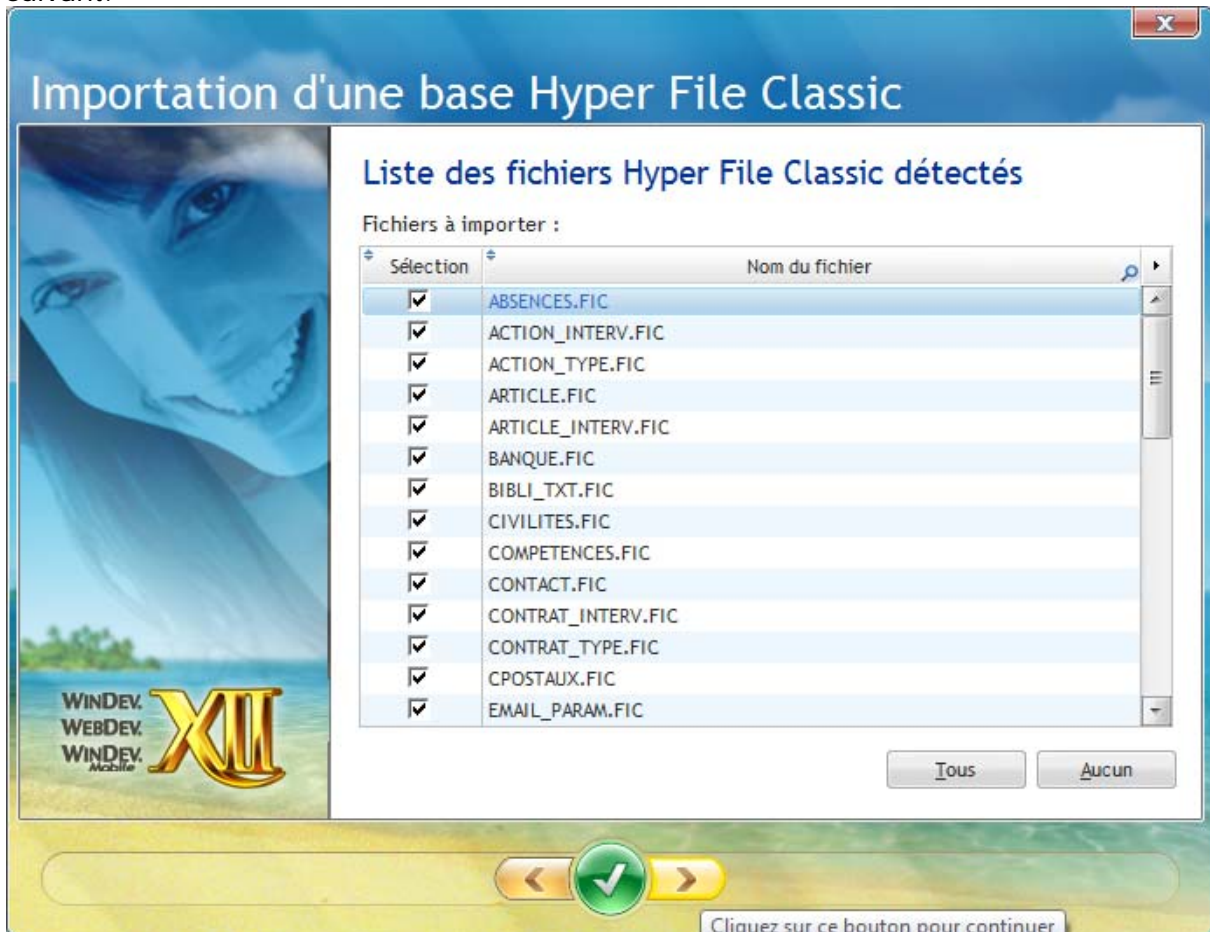 suivant.
X
Importation d'une base Hyper File Classic
Liste des fichiers Hyper File Classic détectés
Fichiers à importer :
Sélection Nom du fichier
ABSENCES.FIC
ACTION_INTERV.FIC
ACTION_TYPE.FIC
ARTICLE.FIC
ARTICLE_INTERV.FIC
BANQUE.FIC
BIBLI_TXT.FIC
CIVILITES.FIC
COMPETENCES.FIC
CONTACT.FIC
CONTRAT_INTERV.FIC
CONTRAT_TYPE.FIC
CPOSTAUX.FIC
EMAIL_PARAM.FIC
WINDEV.
WEBDEV.
WINDEV.
Mobile
XII
Tous Aucun
Cliquez sur ce bouton pour continuer